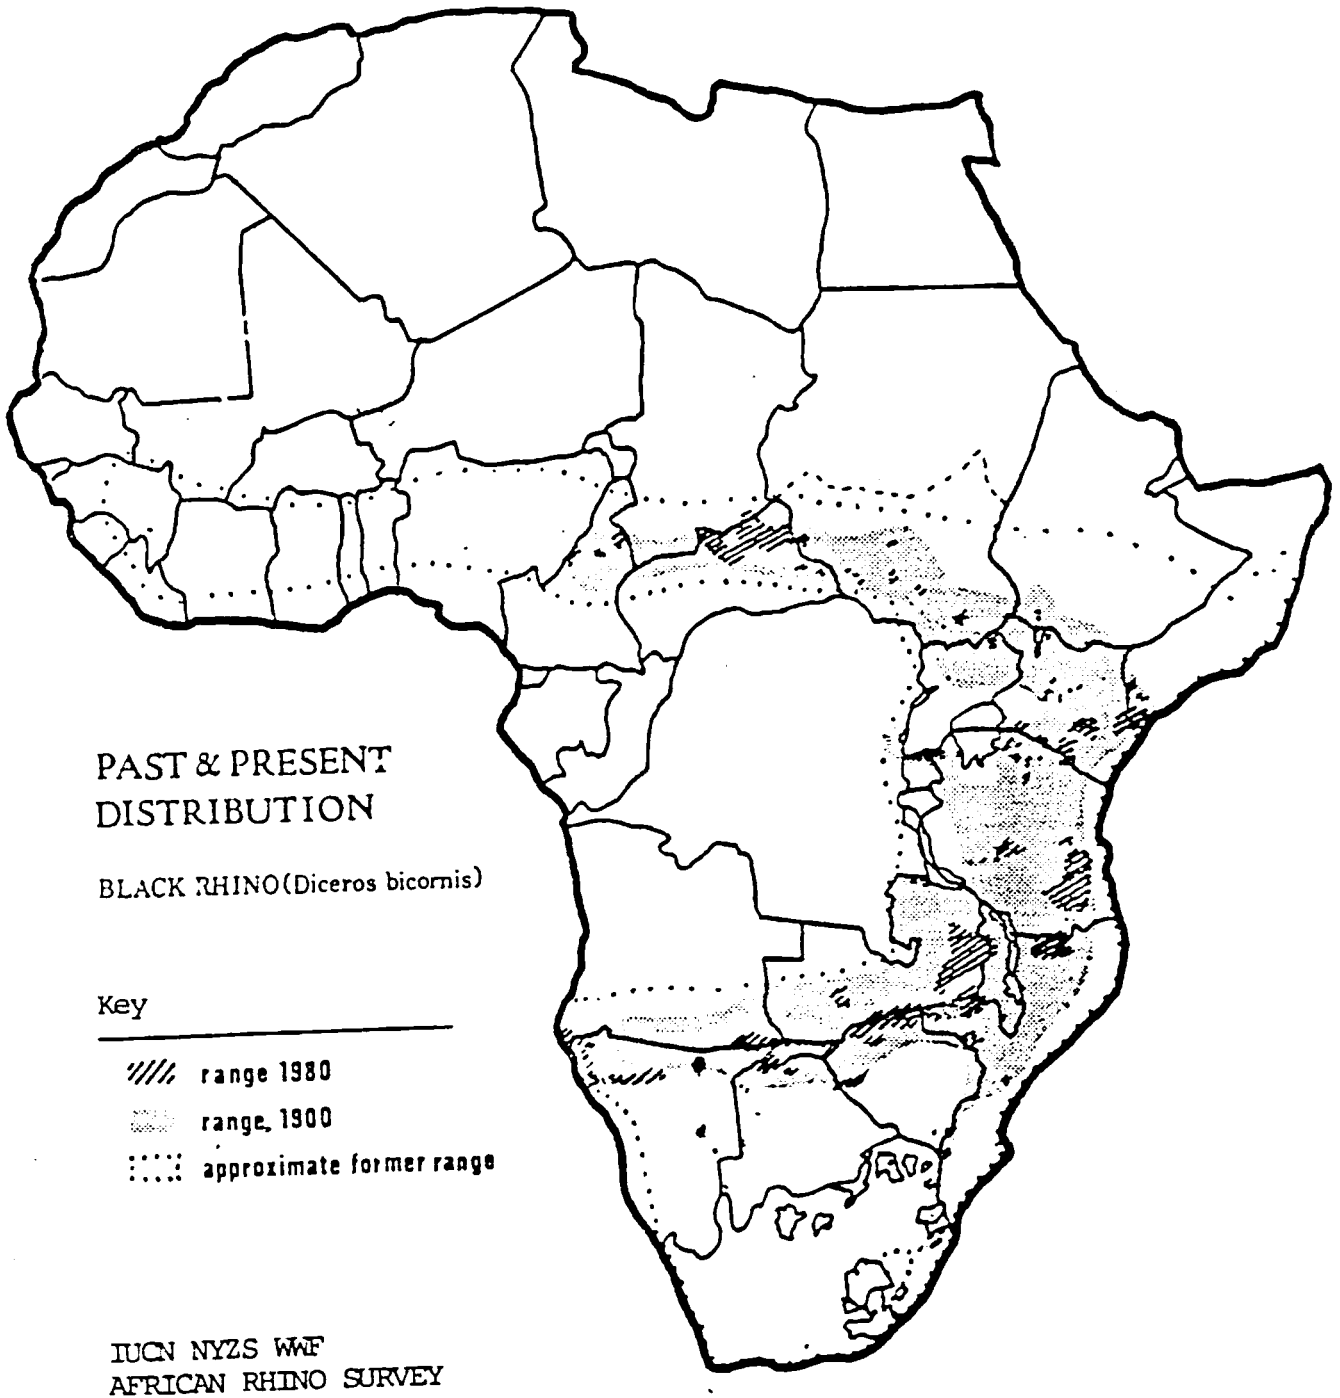 PAST & PRESENT
DISTRIBUTION
BLACK RHINO(Diceros bicornis)
Key
range 1980
range, 1900
approximate former range
IUCN NYZS WWF
AFRICAN RHINO SURVEY